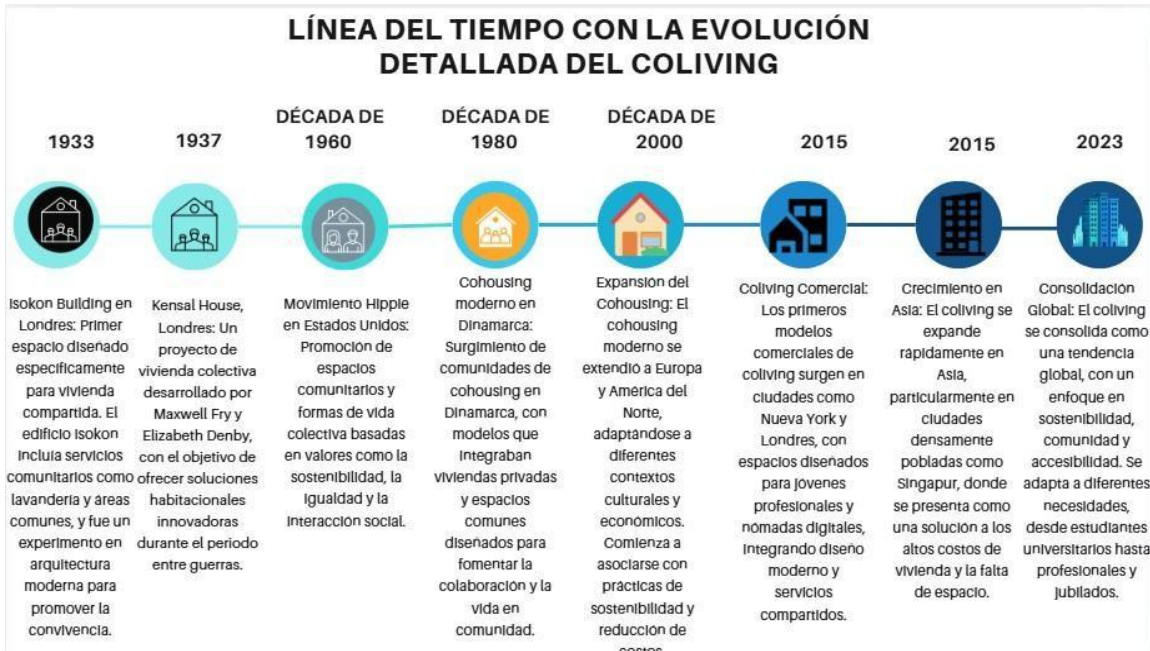 LÍNEA DEL TIEMPO CON LA EVOLUCIÓN
DETALLADA DEL COLIVING
1933
Isokon Building en
Londres: Primer
espacio diseñado
específicamente
para vivienda
compartida. El
edificio Isokon
incluía servicios
comunitarios como
lavandería y áreas
comunes, y fue un
experimento en
arquitectura
moderna para
promover la
convivencia.
1937
Kensal House,
Londres: Un
proyecto de
vivienda colectiva
desarrollado por
Maxwell Fry y
Elizabeth Denby,
con el objetivo de
ofrecer soluciones
habitacionales
innovadoras
durante el periodo
entre guerras.
DÉCADA DE
1960
Movimiento Hippie
en Estados Unidos:
Promoción de
espacios
comunitarios y
formas de vida
colectiva basadas
en valores como la
sostenibilidad, la
igualdad y la
interacción social.
DÉCADA DE
1980
Cohousing
moderno en
Dinamarca:
Surgimiento de
comunidades de
cohousing en
Dinamarca, con
modelos que
integraban
viviendas privadas
y espacios
comunes
diseñados para
fomentar la
colaboración y la
vida en
comunidad.
DÉCADA DE
2000
Expansión del
Cohousing: El
cohousing
moderno se
extendió a Europa
y América del
Norte,
adaptándose a
diferentes
contextos
culturales y
económicos.
Comienza a
asociarse con
prácticas de
sostenibilidad y
reducción de
costos
2015
Coliving Comercial:
Los primeros
modelos
comerciales de
coliving surgen en
ciudades como
Nueva York y
Londres, con
espacios diseñados
para jóvenes
profesionales y
nómadas digitales,
integrando diseño
moderno y
servicios
compartidos.
2015
Crecimiento en
Asia: El coliving se
expande
rápidamente en
Asia,
particularmente en
ciudades
densamente
pobladas como
Singapur, donde
se presenta como
una solución a los
altos costos de
vivienda y la falta
de espacio.
2023
Consolidación
Global: El coliving
se consolida como
una tendencia
global, con un
enfoque en
sostenibilidad,
comunidad y
accesibilidad. Se
adapta a diferentes
necesidades,
desde estudiantes
universitarios hasta
profesionales y
jubilados.